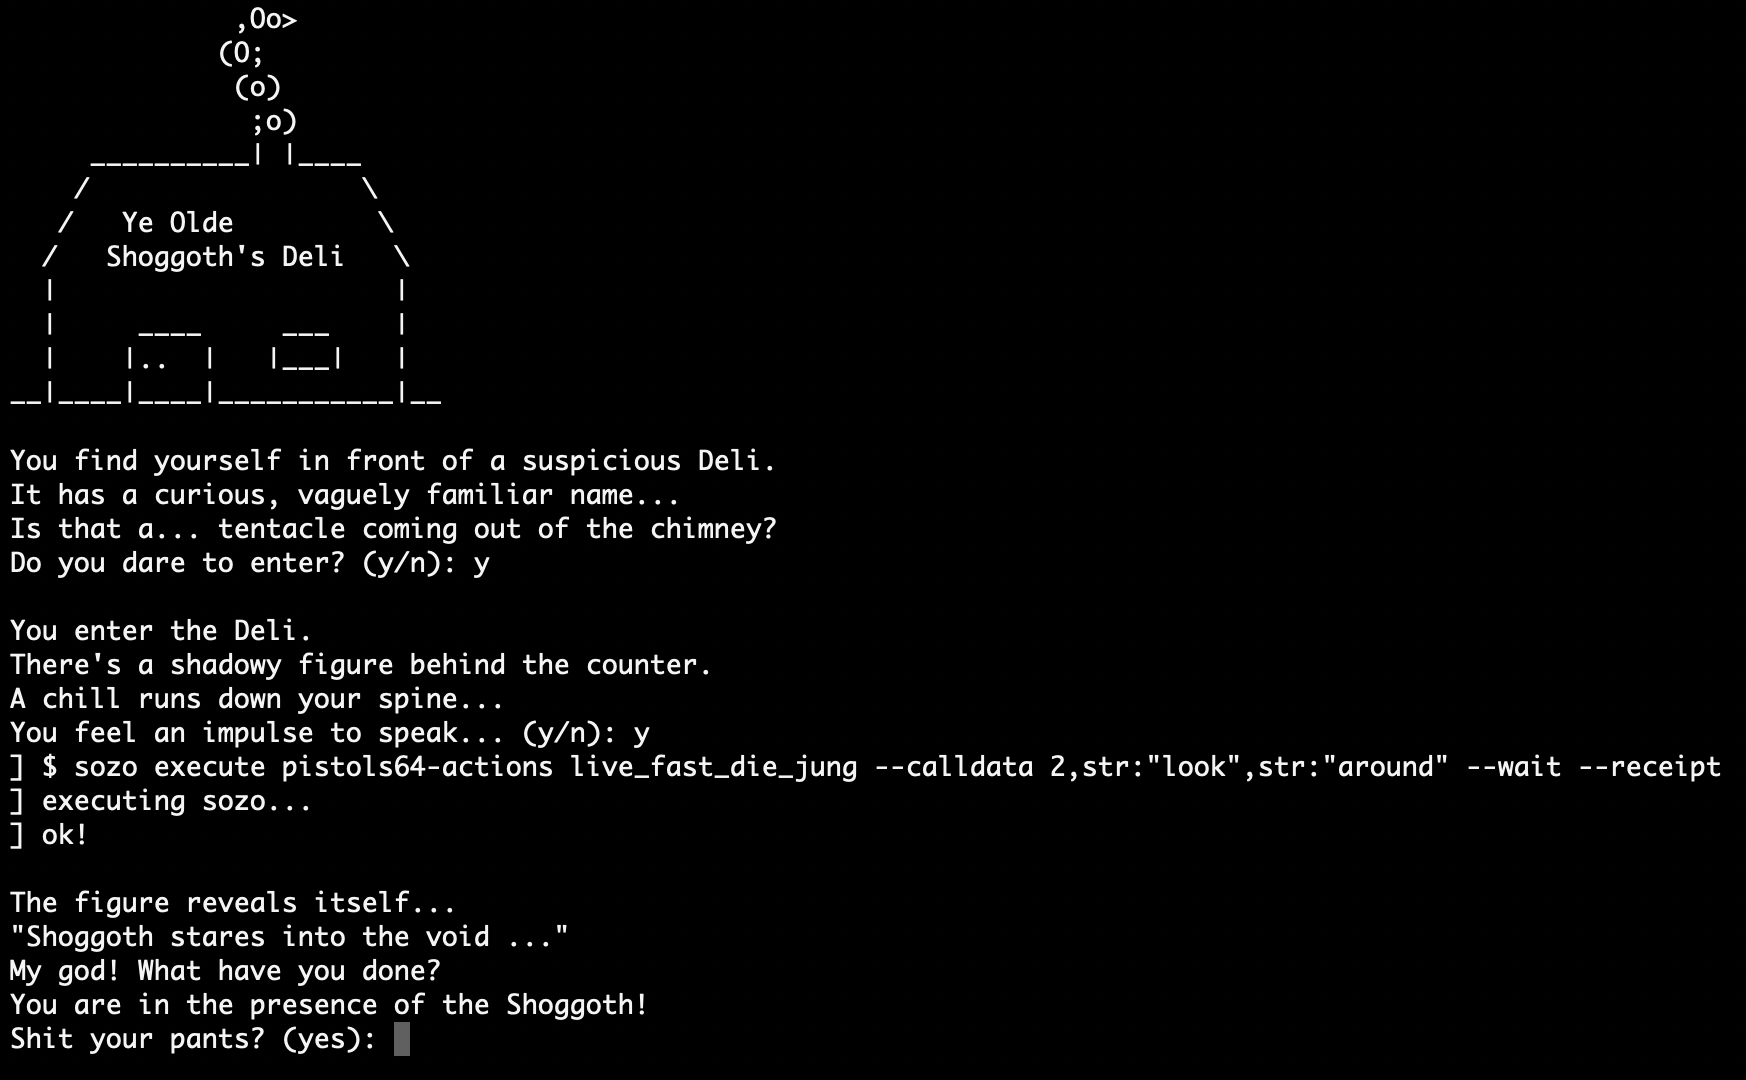 ,Oo>
             (O;
              (o)
               ;o)
     __________| |____
    /                 \
   /   Ye Olde         \
  /   Shoggoth's Deli   \
  |                     |
  |     ____     ___    |
  |    |..  |   |___|   |
__|____|____|___________|__

You find yourself in front of a suspicious Deli.
It has a curious, vaguely familiar name...
Is that a... tentacle coming out of the chimney?
Do you dare to enter? (y/n): y

You enter the Deli.
There's a shadowy figure behind the counter.
A chill runs down your spine...
You feel an impulse to speak... (y/n): y
] $ sozo execute pistols64-actions live_fast_die_jung --calldata 2,str:"look",str:"around" --wait --receipt
] executing sozo...
] ok!

The figure reveals itself...
"Shoggoth stares into the void ..."
My god! What have you done?
You are in the presence of the Shoggoth!
Shit your pants? (yes):